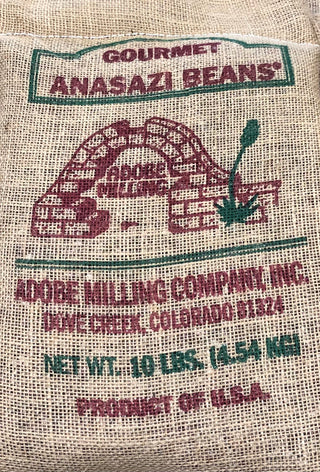 GOURMET
ANASAZI BEANS®
ADOBE
MILLING
ADOBE MILLING COMPANY, INC.
DOVE CREEK, COLORADO 81324
NET WT. 10 LBS. (4.54 KG)
PRODUCT OF U.S.A.